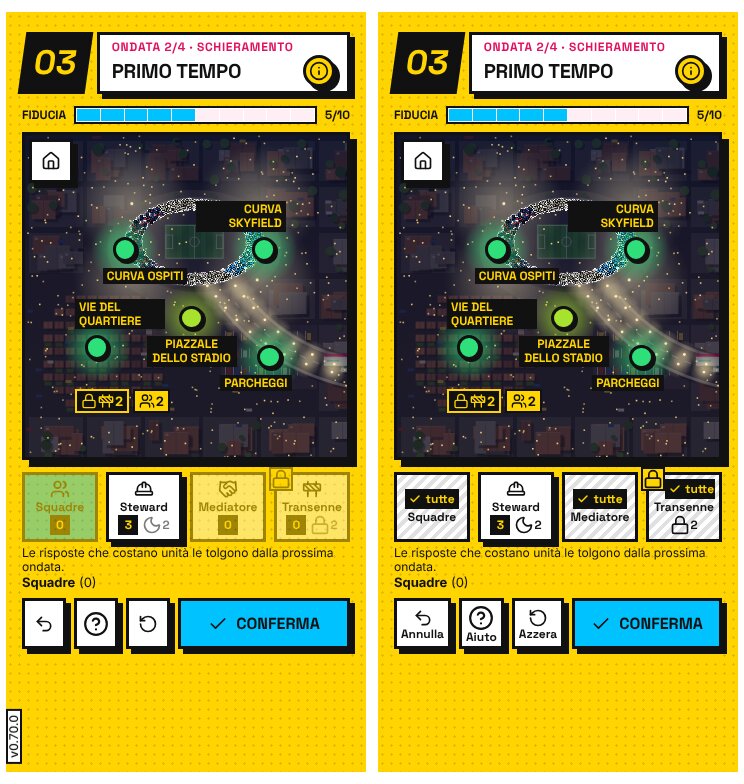 03
ONDATA 2/4 · SCHIERAMENTO
PRIMO TEMPO
FIDUCIA
5/10
CURVA
SKYFIELD
CURVA OSPITI
VIE DEL
QUARTIERE
PIAZZALE
DELLO STADIO
PARCHEGGI
2
2
Squadre
0
Steward
3 2
Mediatore
0
Transenne
0 2
Le risposte che costano unità le tolgono dalla prossima
ondata.
Squadre (0)
CONFERMA
v0.70.0
03
ONDATA 2/4 · SCHIERAMENTO
PRIMO TEMPO
FIDUCIA
5/10
CURVA
SKYFIELD
CURVA OSPITI
VIE DEL
QUARTIERE
PIAZZALE
DELLO STADIO
PARCHEGGI
2
2
tutte
Squadre
Steward
3 2
tutte
Mediatore
tutte
Transenne
2
Le risposte che costano unità le tolgono dalla prossima
ondata.
Squadre (0)
Annulla
Aiuto
Azzera
CONFERMA